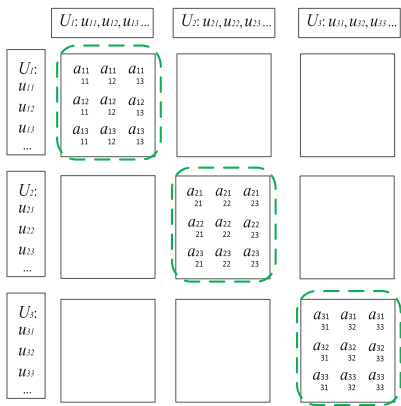 U1: u11, u12, u13 ... U2: u21, u22, u23 ... U3: u31, u32, u33 ...
U1:
u11
u12
u13
...
a11 a11 a11
11 12 13
a12 a12 a12
11 12 13
a13 a13 a13
11 12 13
U2:
u21
u22
u23
...
a21 a21 a21
21 22 23
a22 a22 a22
21 22 23
a23 a23 a23
21 22 23
U3:
u31
u32
u33
...
a31 a31 a31
31 32 33
a32 a32 a32
31 32 33
a33 a33 a33
31 32 33